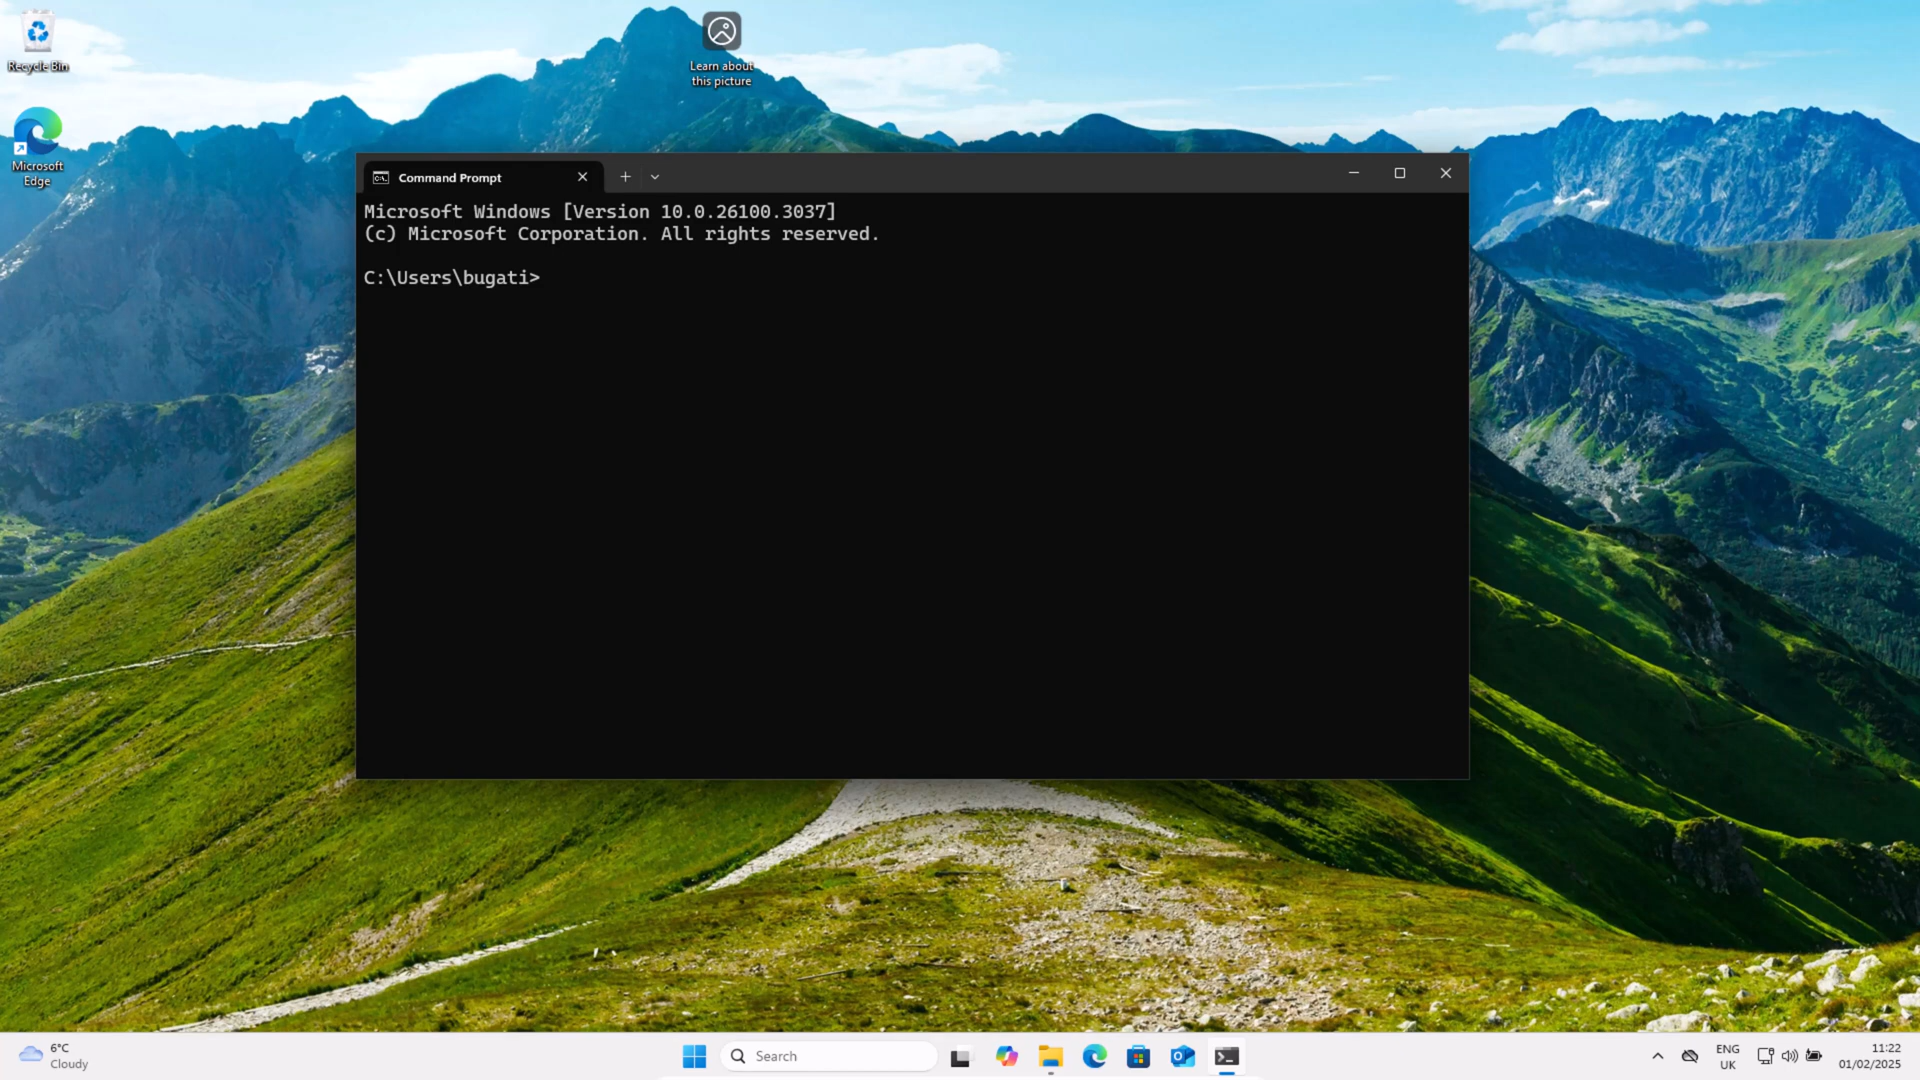 Recycle Bin
Microsoft
Edge
Learn about
this picture
Command Prompt
Microsoft Windows [Version 10.0.26100.3037]
(c) Microsoft Corporation. All rights reserved.
C:\Users\bugati>
6°C
Cloudy
Search
ENG
UK
11:22
01/02/2025